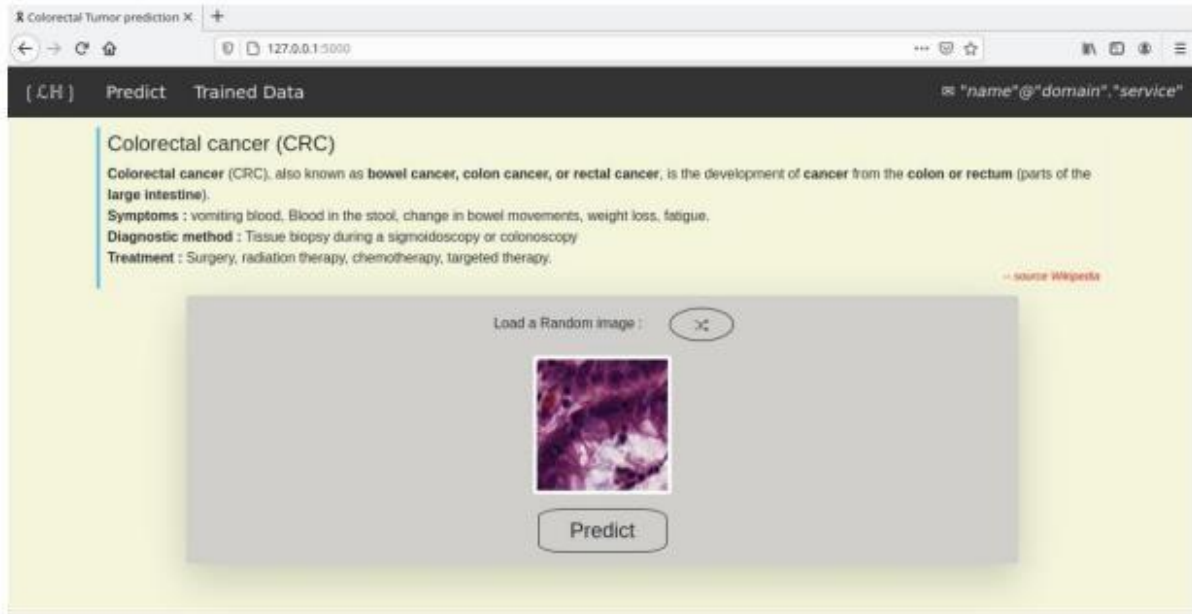 Colorectal Tumor prediction
127.0.0.1:5000
(ℒH) Predict Trained Data "name"@"domain"."service"
Colorectal cancer (CRC)
Colorectal cancer (CRC), also known as bowel cancer, colon cancer, or rectal cancer, is the development of cancer from the colon or rectum (parts of the
large intestine).
Symptoms : vomiting blood, Blood in the stool, change in bowel movements, weight loss, fatigue.
Diagnostic method : Tissue biopsy during a sigmoidoscopy or colonoscopy
Treatment : Surgery, radiation therapy, chemotherapy, targeted therapy.
-- source Wikipedia
Load a Random image :
Predict